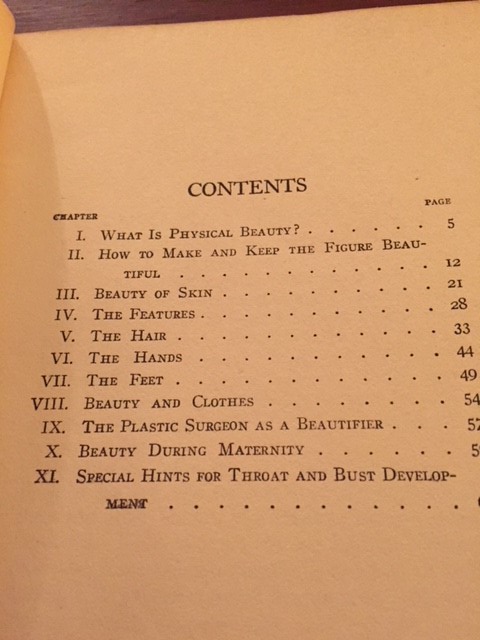 CONTENTS
CHAPTER PAGE
I. What Is Physical Beauty? . . . . . . 5
II. How to Make and Keep the Figure Beau-
tiful . . . . . . . . . . . . 12
III. Beauty of Skin . . . . . . . . . . 21
IV. The Features . . . . . . . . . . . 28
V. The Hair . . . . . . . . . . . . 33
VI. The Hands . . . . . . . . . . . 44
VII. The Feet . . . . . . . . . . . . 49
VIII. Beauty and Clothes . . . . . . . . 54
IX. The Plastic Surgeon as a Beautifier . . . 57
X. Beauty During Maternity . . . . . .
XI. Special Hints for Throat and Bust Develop-
ment . . . . . . . . . . . . .